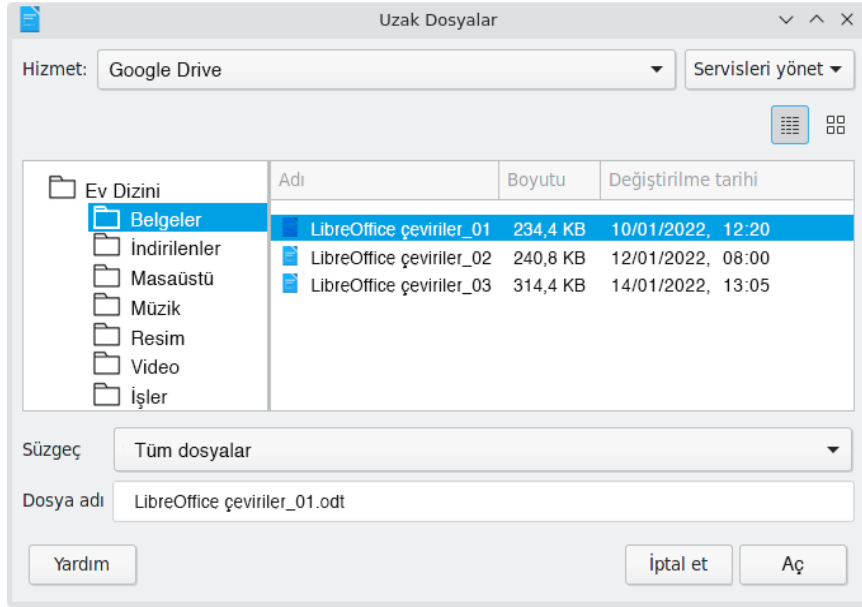 Uzak Dosyalar
Hizmet: Google Drive Servisleri yönet
Ev Dizini
Belgeler
İndirilenler
Masaüstü
Müzik
Resim
Video
İşler
Adı Boyutu Değiştirilme tarihi
LibreOffice çeviriler_01 234,4 KB 10/01/2022, 12:20
LibreOffice çeviriler_02 240,8 KB 12/01/2022, 08:00
LibreOffice çeviriler_03 314,4 KB 14/01/2022, 13:05
Süzgeç Tüm dosyalar
Dosya adı LibreOffice çeviriler_01.odt
Yardım İptal et Aç